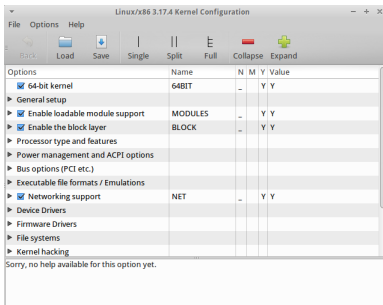 Linux/x86 3.17.4 Kernel Configuration
File Options Help
Back Load Save Single Split Full Collapse Expand
Options Name N M Y Value
64-bit kernel 64BIT _ Y Y
General setup
Enable loadable module support MODULES _ Y Y
Enable the block layer BLOCK _ Y Y
Processor type and features
Power management and ACPI options
Bus options (PCI etc.)
Executable file formats / Emulations
Networking support NET _ Y Y
Device Drivers
Firmware Drivers
File systems
Kernel hacking
Sorry, no help available for this option yet.